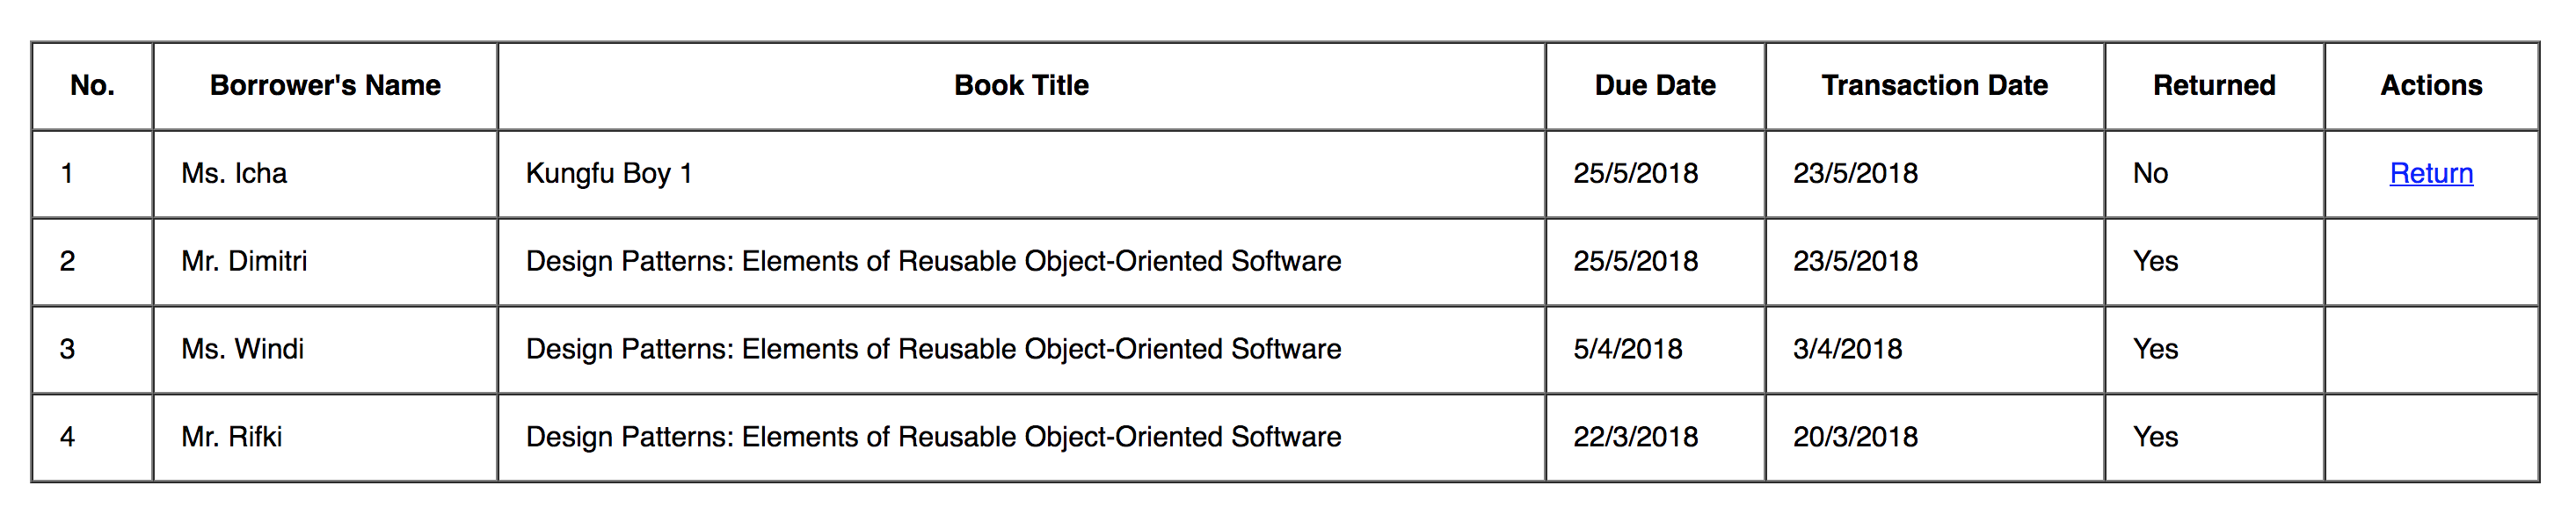 No. Borrower's Name Book Title Due Date Transaction Date Returned Actions
1 Ms. Icha Kungfu Boy 1 25/5/2018 23/5/2018 No Return
2 Mr. Dimitri Design Patterns: Elements of Reusable Object-Oriented Software 25/5/2018 23/5/2018 Yes
3 Ms. Windi Design Patterns: Elements of Reusable Object-Oriented Software 5/4/2018 3/4/2018 Yes
4 Mr. Rifki Design Patterns: Elements of Reusable Object-Oriented Software 22/3/2018 20/3/2018 Yes